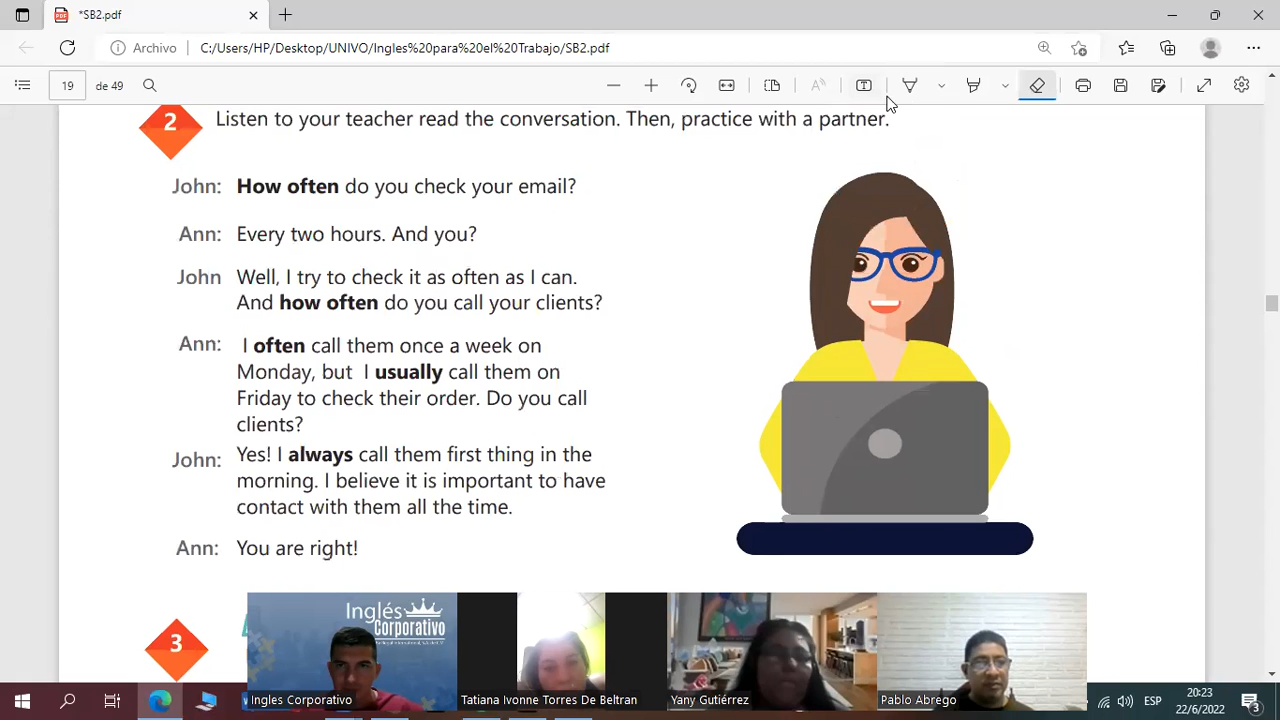 *SB2.pdf
Archivo
C:/Users/HP/Desktop/UNIVO/Ingles%20para%20el%20Trabajo/SB2.pdf
19
de 49
2
Listen to your teacher read the conversation. Then, practice with a partner.
John: How often do you check your email?
Ann: Every two hours. And you?
John Well, I try to check it as often as I can.
And how often do you call your clients?
Ann: I often call them once a week on
Monday, but I usually call them on
Friday to check their order. Do you call
clients?
John: Yes! I always call them first thing in the
morning. I believe it is important to have
contact with them all the time.
Ann: You are right!
3
Inglés
Corporativo
Tatiana Ivonne Torres De Beltran
Yany Gutiérrez
Pablo Abrego
ESP
20:23
22/6/2022
3